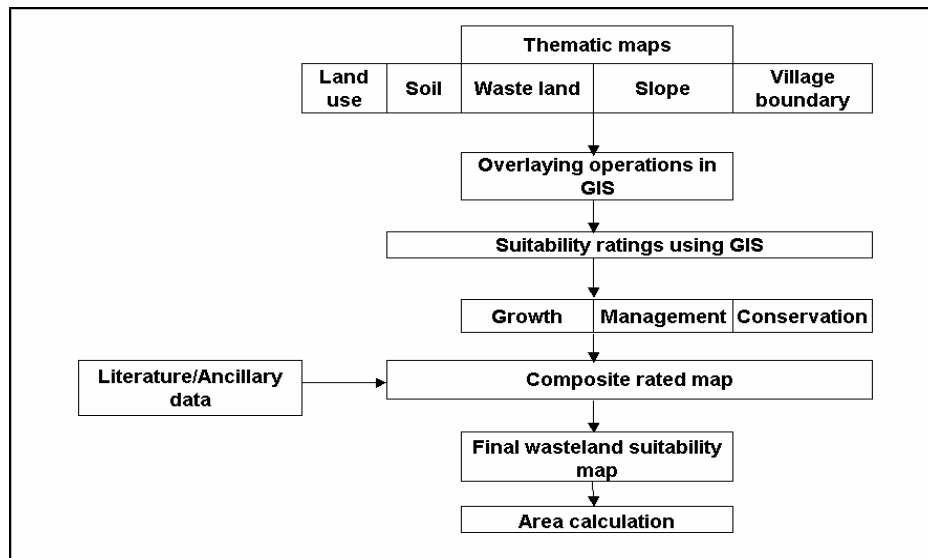 Thematic maps
Land
use
Soil
Waste land
Slope
Village
boundary
Overlaying operations in
GIS
Suitability ratings using GIS
Growth
Management
Conservation
Literature/Ancillary
data
Composite rated map
Final wasteland suitability
map
Area calculation